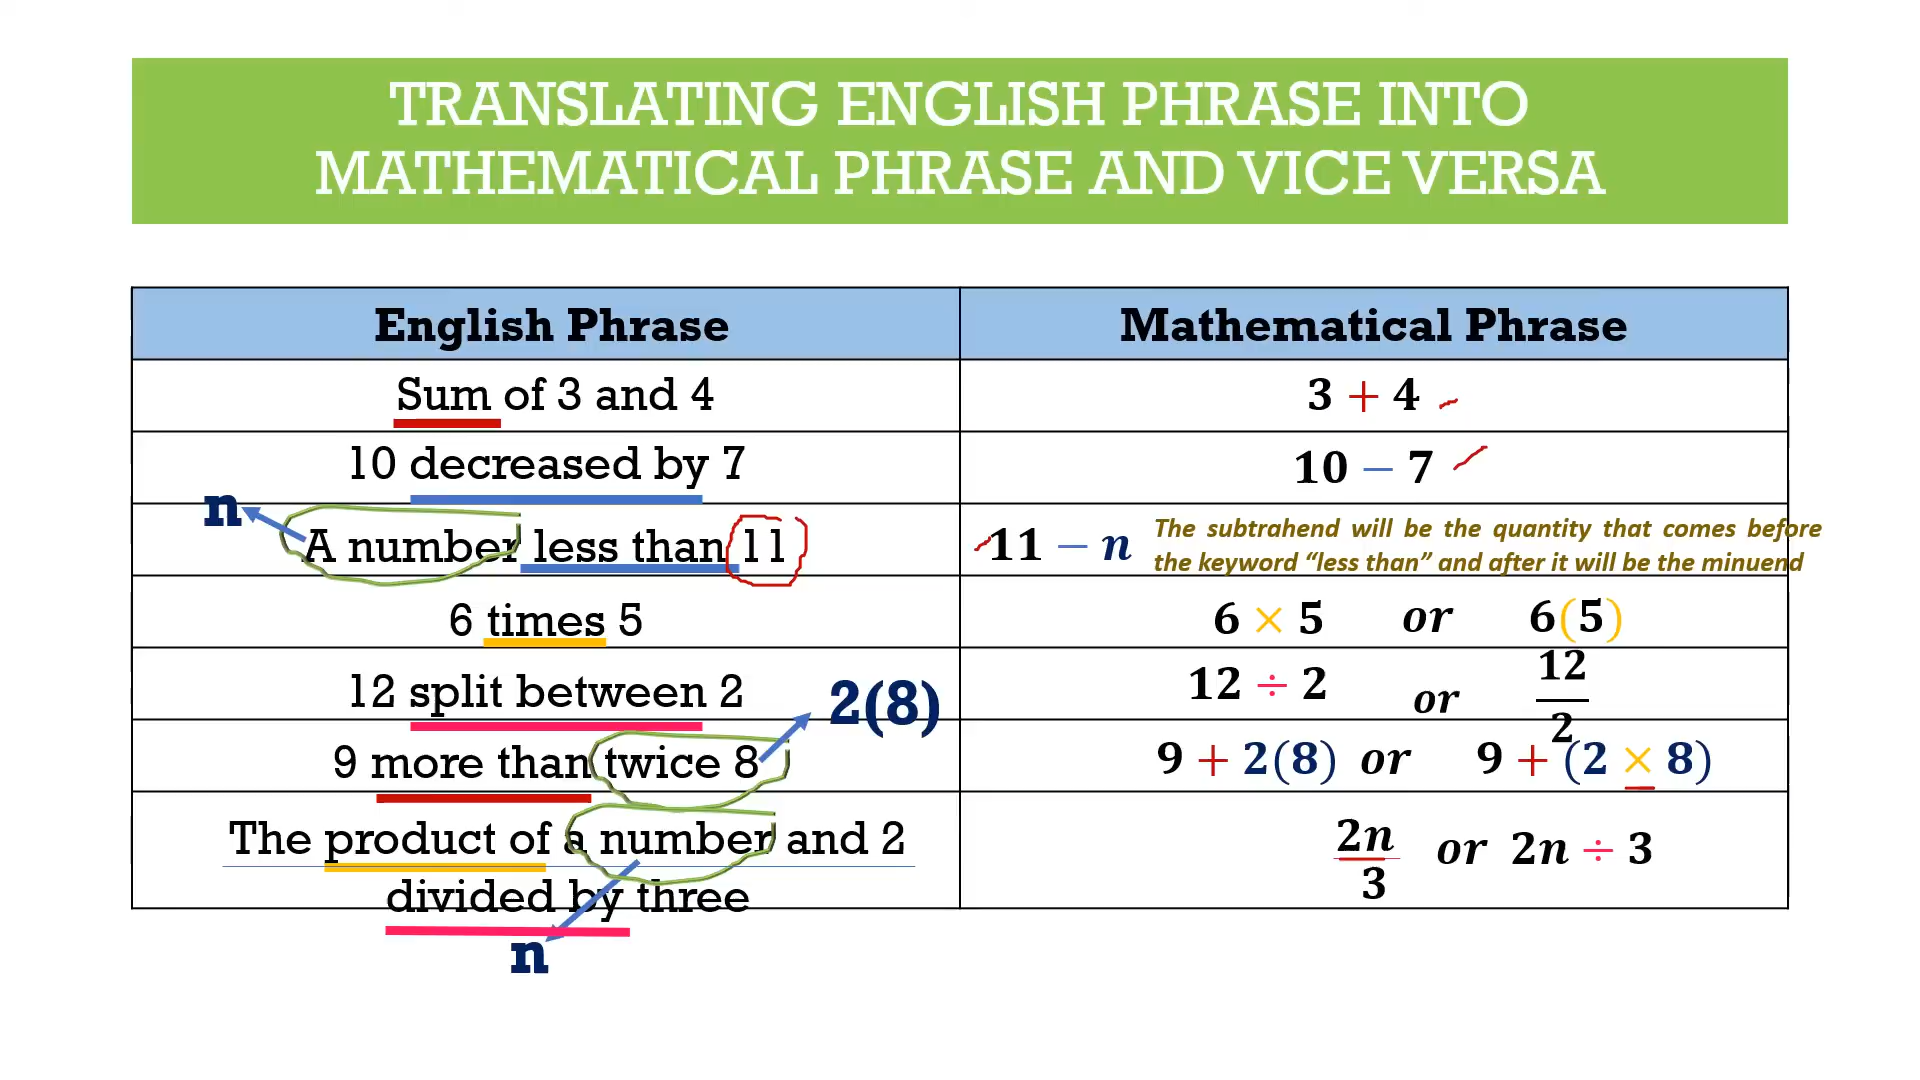 TRANSLATING ENGLISH PHRASE INTO
MATHEMATICAL PHRASE AND VICE VERSA
English Phrase
Mathematical Phrase
Sum of 3 and 4
3 + 4
10 decreased by 7
10 − 7
n
A number less than 11
11 − n
The subtrahend will be the quantity that comes before
the keyword “less than” and after it will be the minuend
6 times 5
6 × 5 or 6(5)
12 split between 2
12 ÷ 2 or 12/2
2(8)
9 more than twice 8
9 + 2(8) or 9 + (2 × 8)
The product of a number and 2
divided by three
n
2n/3 or 2n ÷ 3